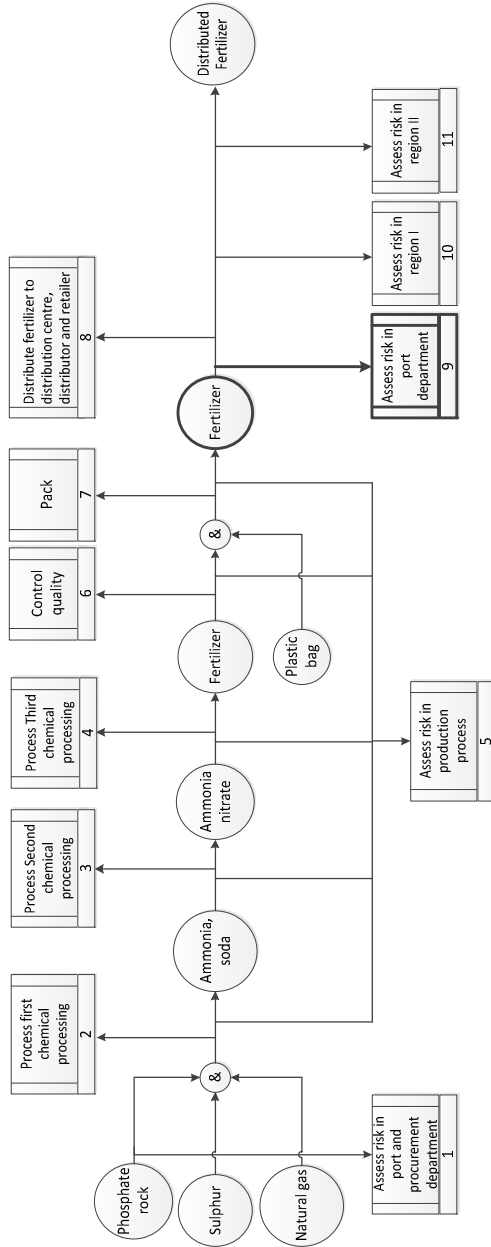 Phosphate
rock
Sulphur
Natural gas
&
Assess risk in
port and
procurement
department
1
Process first
chemical
processing
2
Ammonia,
soda
Process Second
chemical
processing
3
Ammonia
nitrate
Process Third
chemical
processing
4
Assess risk in
production
process
5
Fertilizer
Plastic
bag
Control
quality
6
&
Pack
7
Fertilizer
Distribute fertilizer to
distribution centre,
distributor and retailer
8
Assess risk in
port
department
9
Assess risk in
region I
10
Assess risk in
region II
11
Distributed
Fertilizer